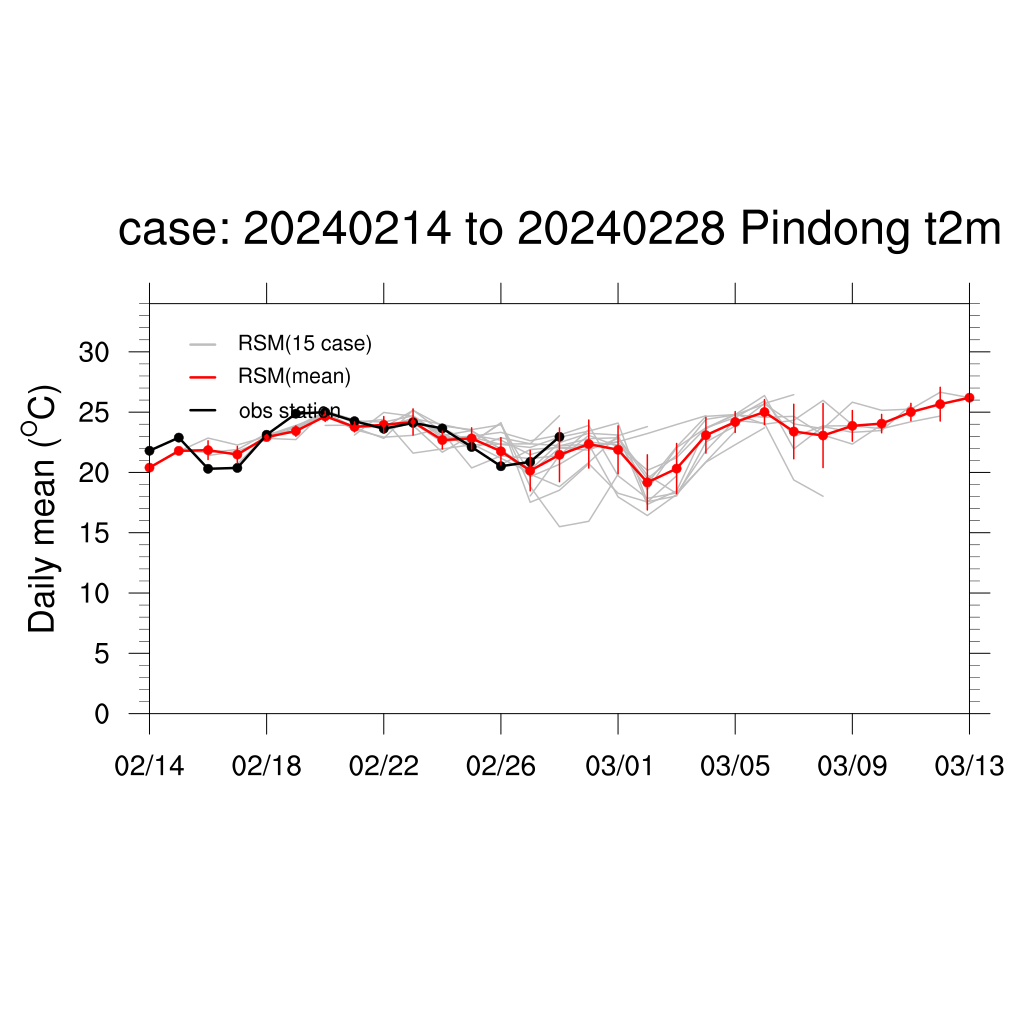 case: 20240214 to 20240228 Pindong t2m
RSM(15 case)
RSM(mean)
obs station
Daily mean (OC)
30
25
20
15
10
5
0
02/14 02/18 02/22 02/26 03/01 03/05 03/09 03/13